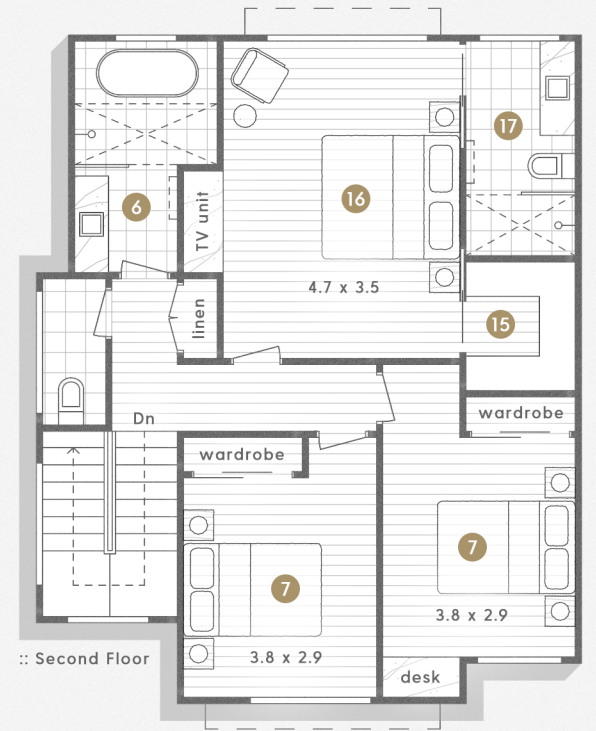 17
6
16
TV unit
4.7 x 3.5
linen
15
Dn
wardrobe
wardrobe
7
7
3.8 x 2.9
3.8 x 2.9
:: Second Floor
desk